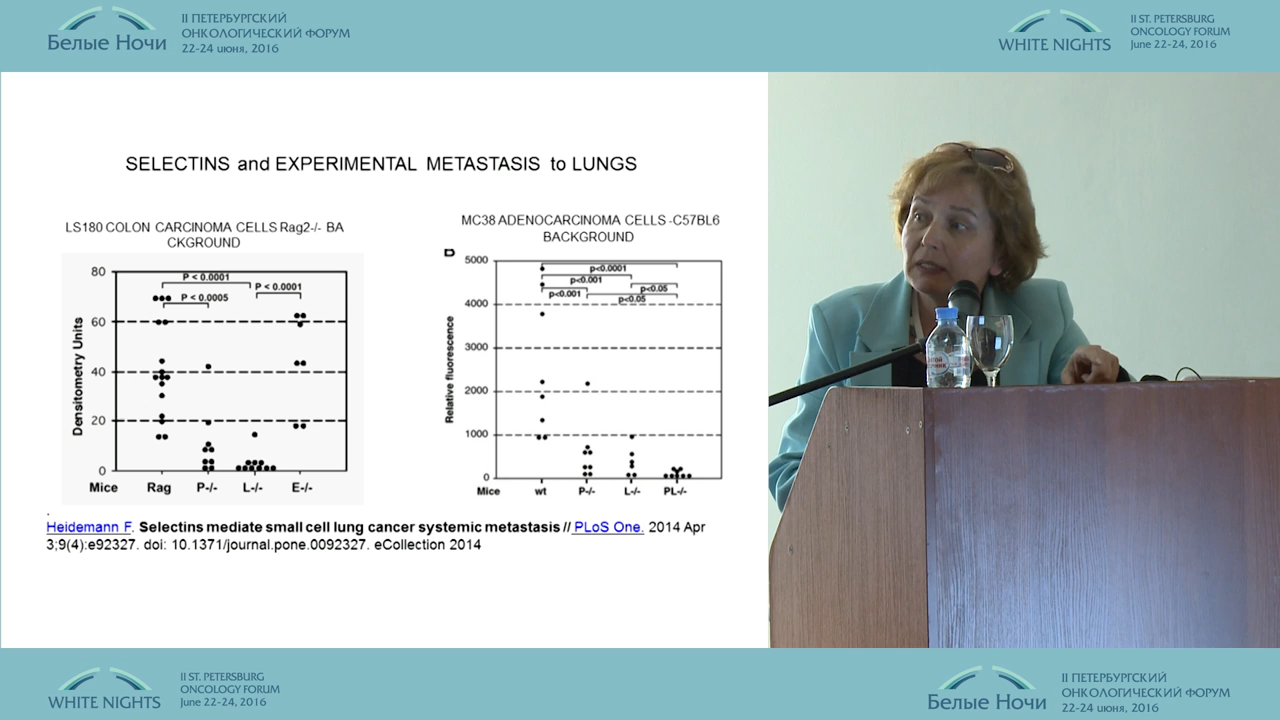 II ПЕТЕРБУРГСКИЙ
ОНКОЛОГИЧЕСКИЙ ФОРУМ
Белые Ночи
22-24 июня, 2016
II ST. PETERSBURG
ONCOLOGY FORUM
WHITE NIGHTS
June 22-24, 2016
SELECTINS and EXPERIMENTAL METASTASIS to LUNGS
LS180 COLON CARCINOMA CELLS Rag2-/- BA
CKGROUND
80
60
40
20
0
Densitometry Units
P < 0.0001
P < 0.0005
P < 0.0001
Mice Rag P-/- L-/- E-/-
MC38 ADENOCARCINOMA CELLS -C57BL6
BACKGROUND
D
5000
4000
3000
2000
1000
0
Relative fluorescence
p<0.0001
p<0.001
p<0.05
p<0.001
p<0.05
Mice wt P-/- L-/- PL-/-
.
Heidemann F. Selectins mediate small cell lung cancer systemic metastasis // PLoS One. 2014 Apr
3;9(4):e92327. doi: 10.1371/journal.pone.0092327. eCollection 2014
II ST. PETERSBURG
ONCOLOGY FORUM
WHITE NIGHTS
June 22-24, 2016
II ПЕТЕРБУРГСКИЙ
ОНКОЛОГИЧЕСКИЙ ФОРУМ
Белые Ночи
22-24 июня, 2016